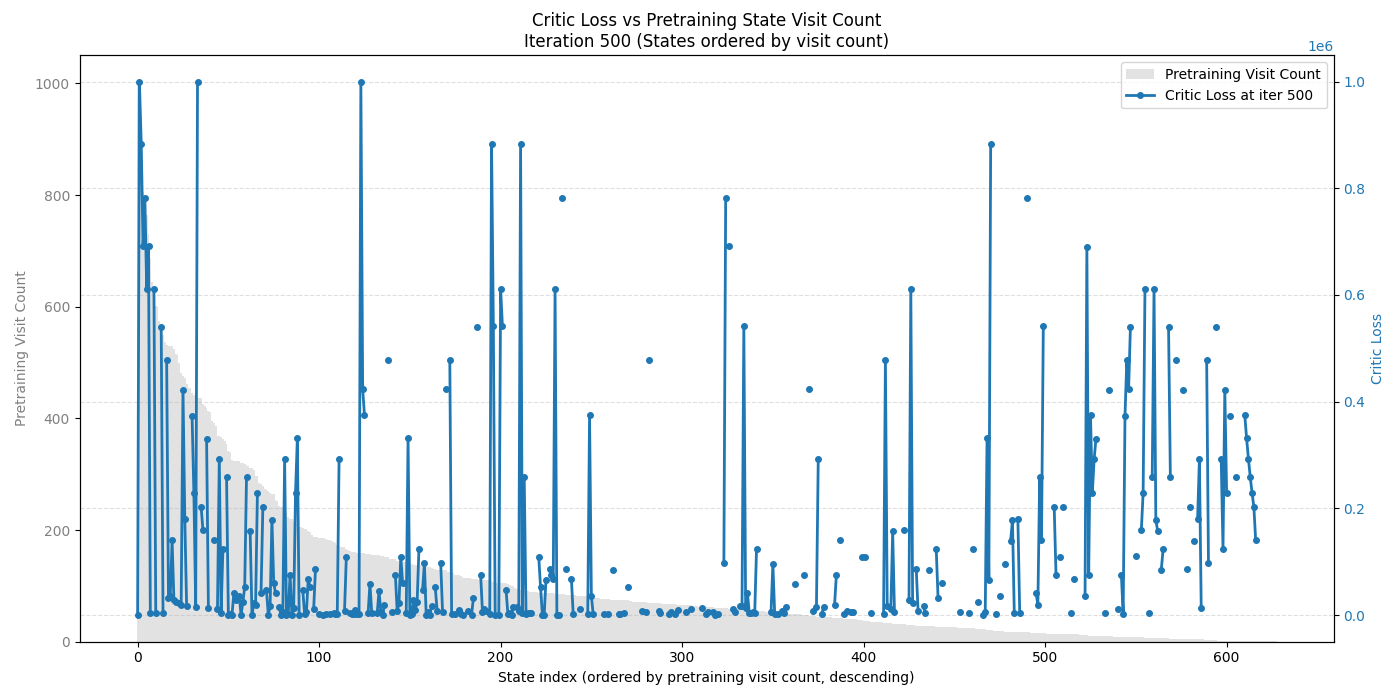 Critic Loss vs Pretraining State Visit Count
Iteration 500 (States ordered by visit count)
1e6
Pretraining Visit Count
Critic Loss at iter 500
1000
800
600
400
200
0
Pretraining Visit Count
1.0
0.8
0.6
0.4
0.2
0.0
Critic Loss
0 100 200 300 400 500 600
State index (ordered by pretraining visit count, descending)